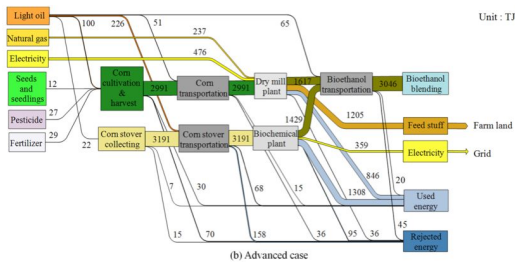 Unit : TJ
Light oil
100
226
51
65
Natural gas
237
Electricity
476
Seeds
and
seedlings
12
Corn
cultivation
&
harvest
2991
Corn
transportation
2991
Dry mill
plant
1617
Bioethanol
transportation
3046
Bioethanol
blending
Pesticide
27
Fertilizer
29
22
Corn stover
collecting
3191
Corn stover
transportation
3191
Biochemical
plant
1429
1205
Feed stuff
Farm land
359
Electricity
Grid
846
20
7
30
68
15
1308
Used
energy
45
15
70
158
36
95
36
Rejected
energy
(b) Advanced case